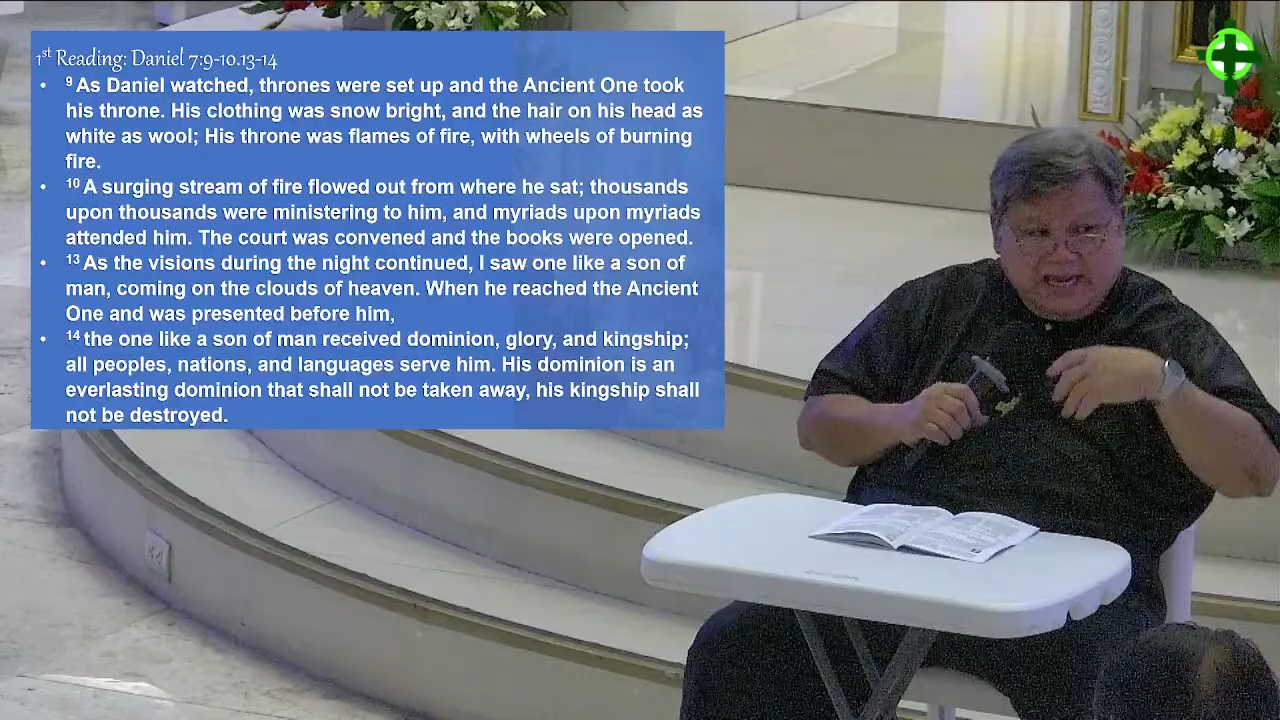 1st Reading: Daniel 7:9-10.13-14
• 9 As Daniel watched, thrones were set up and the Ancient One took
his throne. His clothing was snow bright, and the hair on his head as
white as wool; His throne was flames of fire, with wheels of burning
fire.
• 10 A surging stream of fire flowed out from where he sat; thousands
upon thousands were ministering to him, and myriads upon myriads
attended him. The court was convened and the books were opened.
• 13 As the visions during the night continued, I saw one like a son of
man, coming on the clouds of heaven. When he reached the Ancient
One and was presented before him,
• 14 the one like a son of man received dominion, glory, and kingship;
all peoples, nations, and languages serve him. His dominion is an
everlasting dominion that shall not be taken away, his kingship shall
not be destroyed.